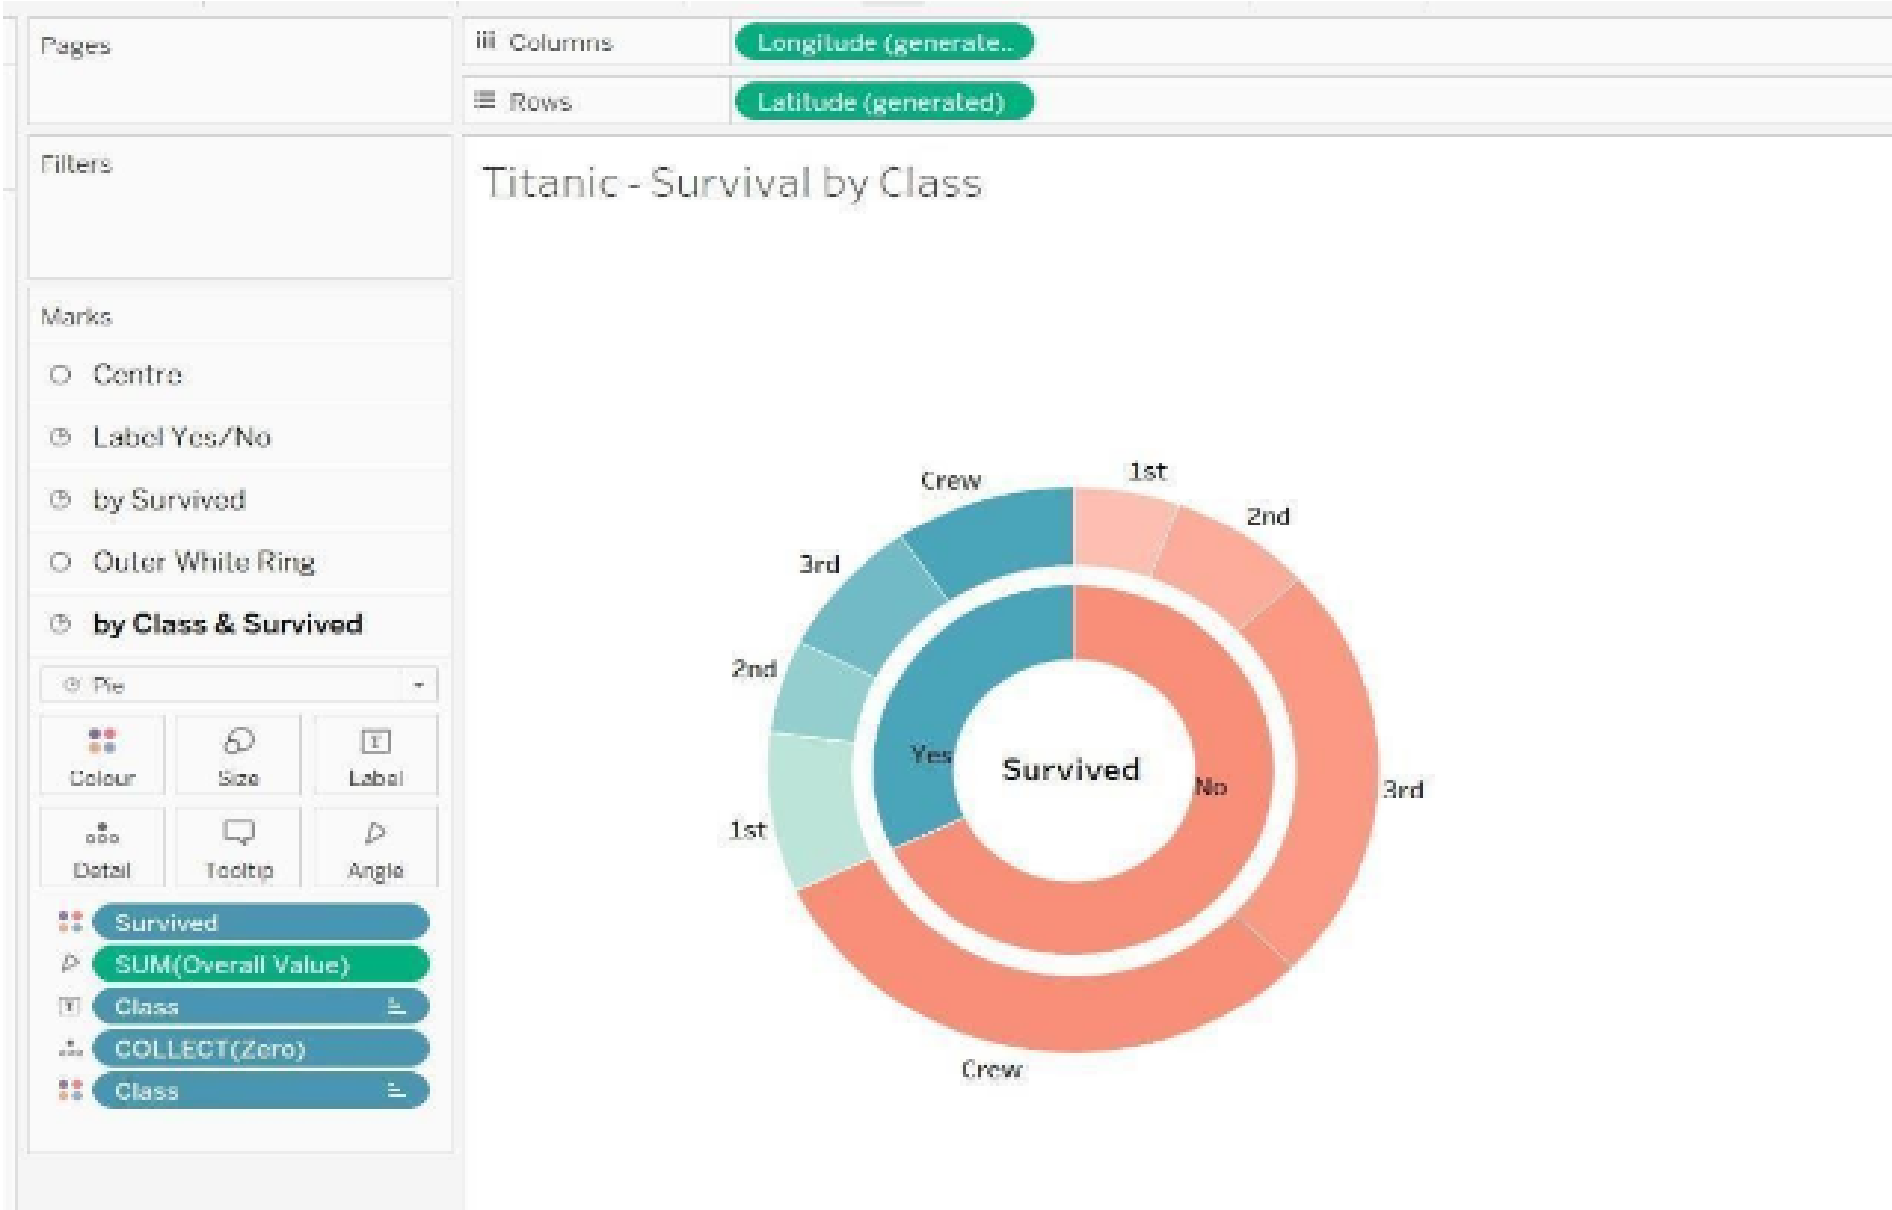 Pages
Columns
Longitude (generate..
Rows
Latitude (generated)
Filters
Titanic - Survival by Class
Marks
Centre
Label Yes/No
by Survived
Outer White Ring
by Class & Survived
Pie
Colour
Size
Label
Detail
Tooltip
Angle
Survived
SUM(Overall Value)
Class
COLLECT(Zero)
Class
Crew
1st
2nd
3rd
2nd
Yes
Survived
No
3rd
1st
Crew